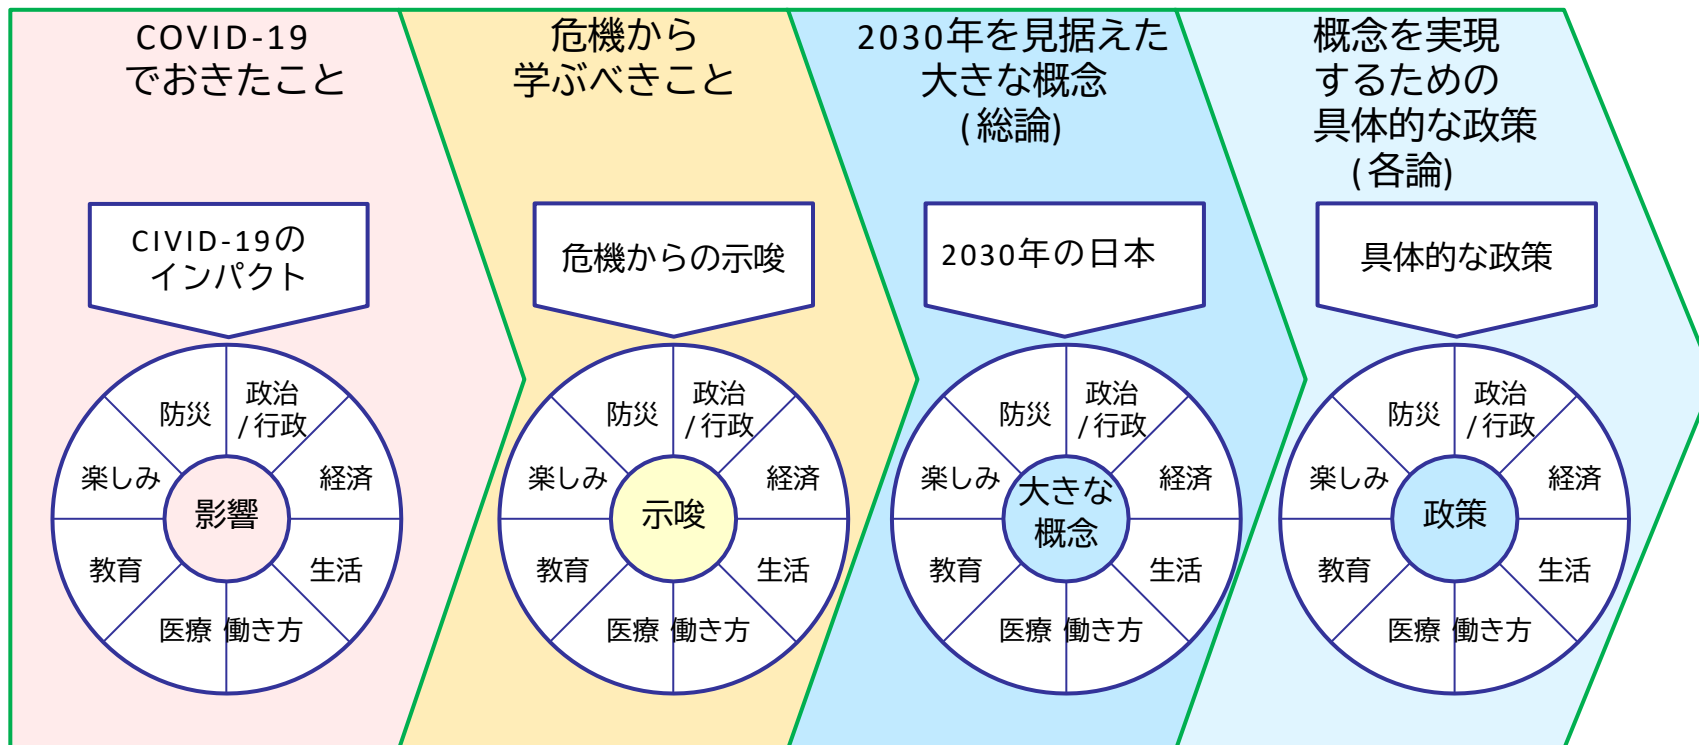 COVID-19
でおきたこと
危機から
学ぶべきこと
2030年を見据えた
大きな概念
(総論)
概念を実現
するための
具体的な政策
(各論)
CIVID-19の
インパクト
危機からの示唆
2030年の日本
具体的な政策
防災
政治
/行政
楽しみ
経済
影響
教育
生活
医療
働き方
防災
政治
/行政
楽しみ
経済
示唆
教育
生活
医療
働き方
防災
政治
/行政
楽しみ
経済
大きな
概念
教育
生活
医療
働き方
防災
政治
/行政
楽しみ
経済
政策
教育
生活
医療
働き方